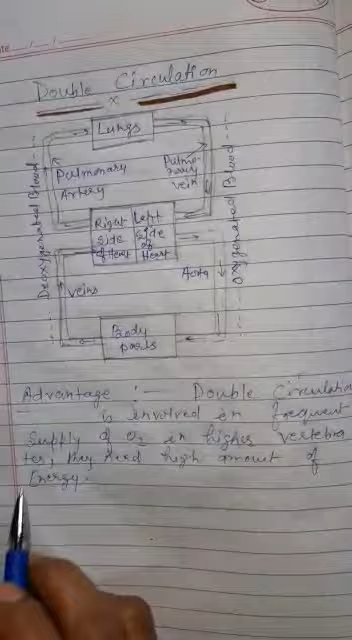 Double Circulation
x
Lungs
Pulmonary
Artery
Pulmo-
nary
vein
Deoxygenated Blood
Oxygenated Blood
Right Left
side side
of Heart of Heart
Aorta
Veins
Body
parts
Advantage :- Double Circulation
is involved in frequent
supply of O2 in higher vertebra
tes, they need high amount of
Energy.